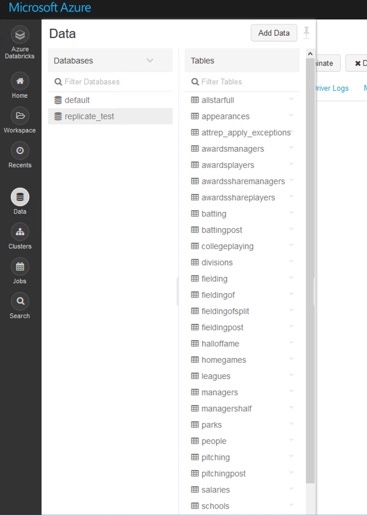 Microsoft Azure
Azure
Databricks
Home
Workspace
Recents
Data
Clusters
Jobs
Search
Data
Add Data
Databases
Filter Databases
default
replicate_test
Tables
Filter Tables
allstarfull
appearances
attrep_apply_exceptions
awardsmanagers
awardsplayers
awardssharemanagers
awardsshareplayers
batting
battingpost
collegeplaying
divisions
fielding
fieldingof
fieldingofsplit
fieldingpost
halloffame
homegames
leagues
managers
managershalf
parks
people
pitching
pitchingpost
salaries
schools
inate
Logs